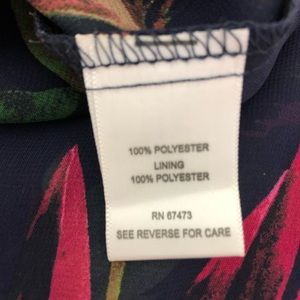 100% POLYESTER
LINING
100% POLYESTER
RN 67473
SEE REVERSE FOR CARE